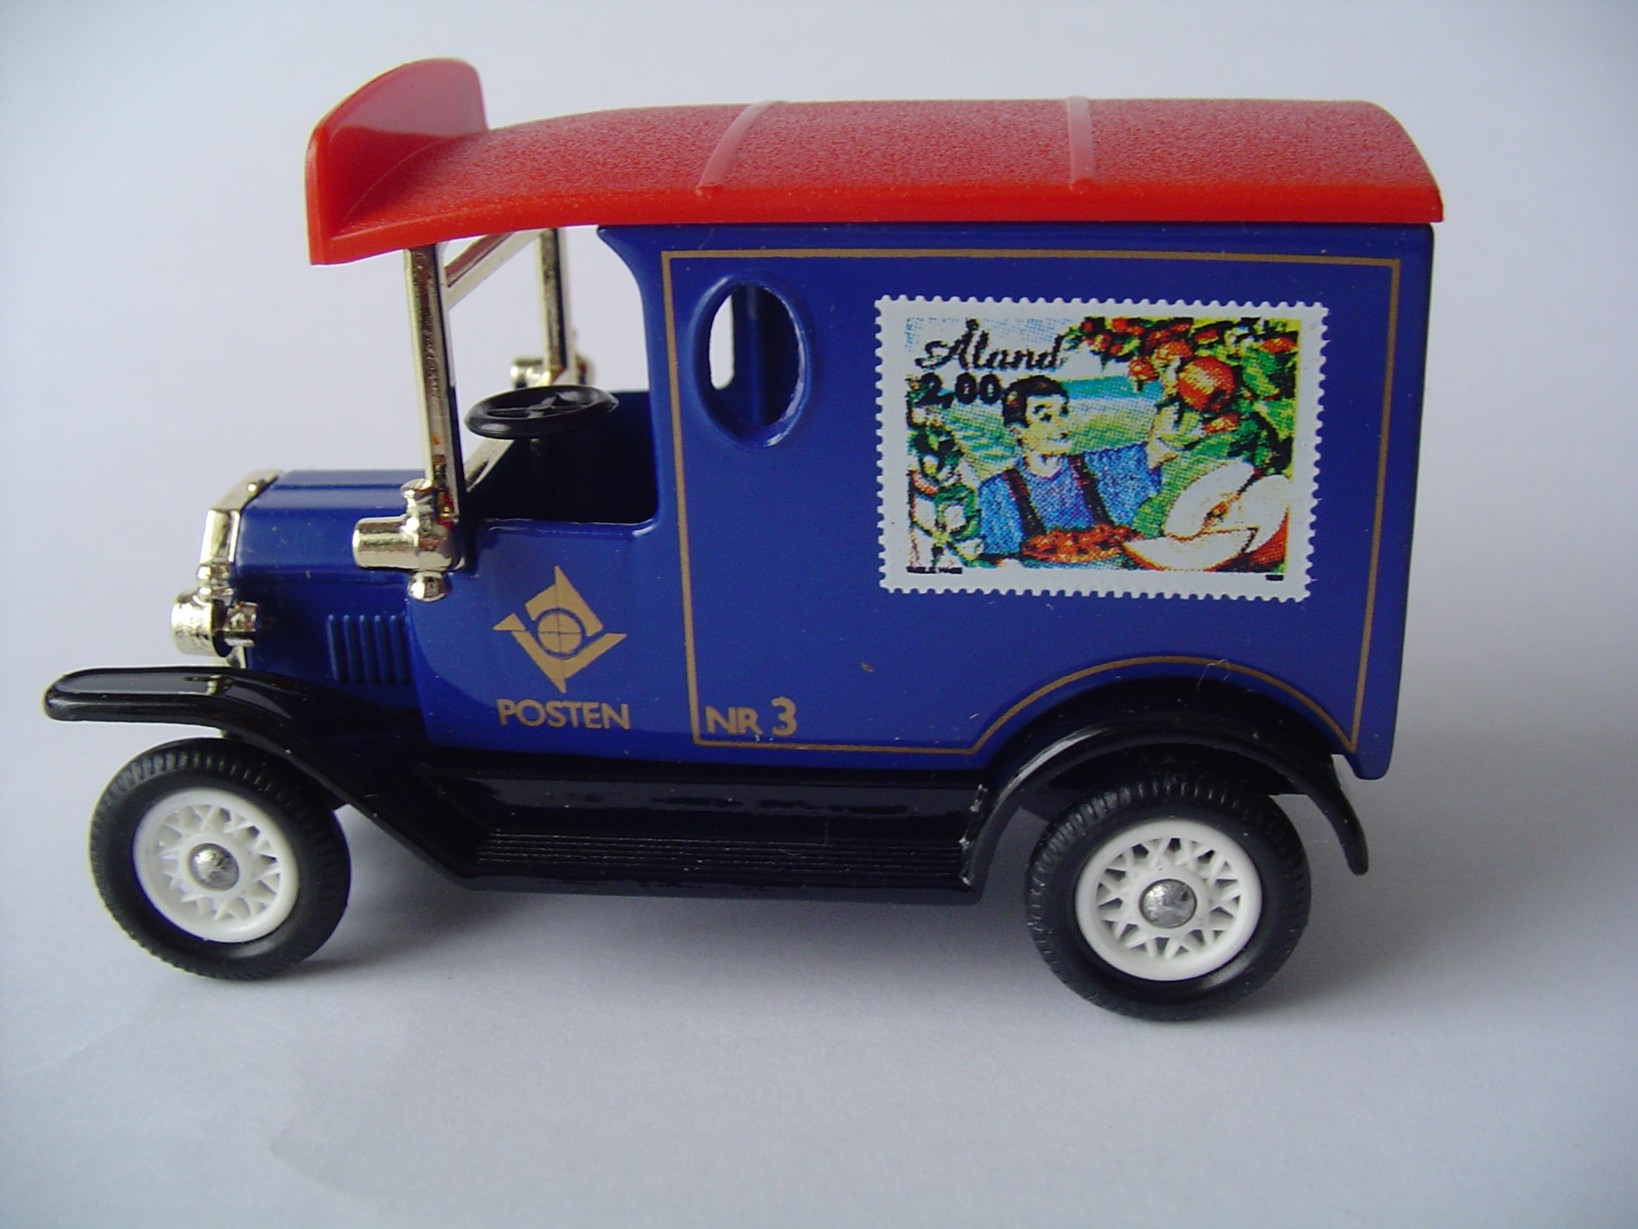 Åland
2,00
POSTEN
NR 3